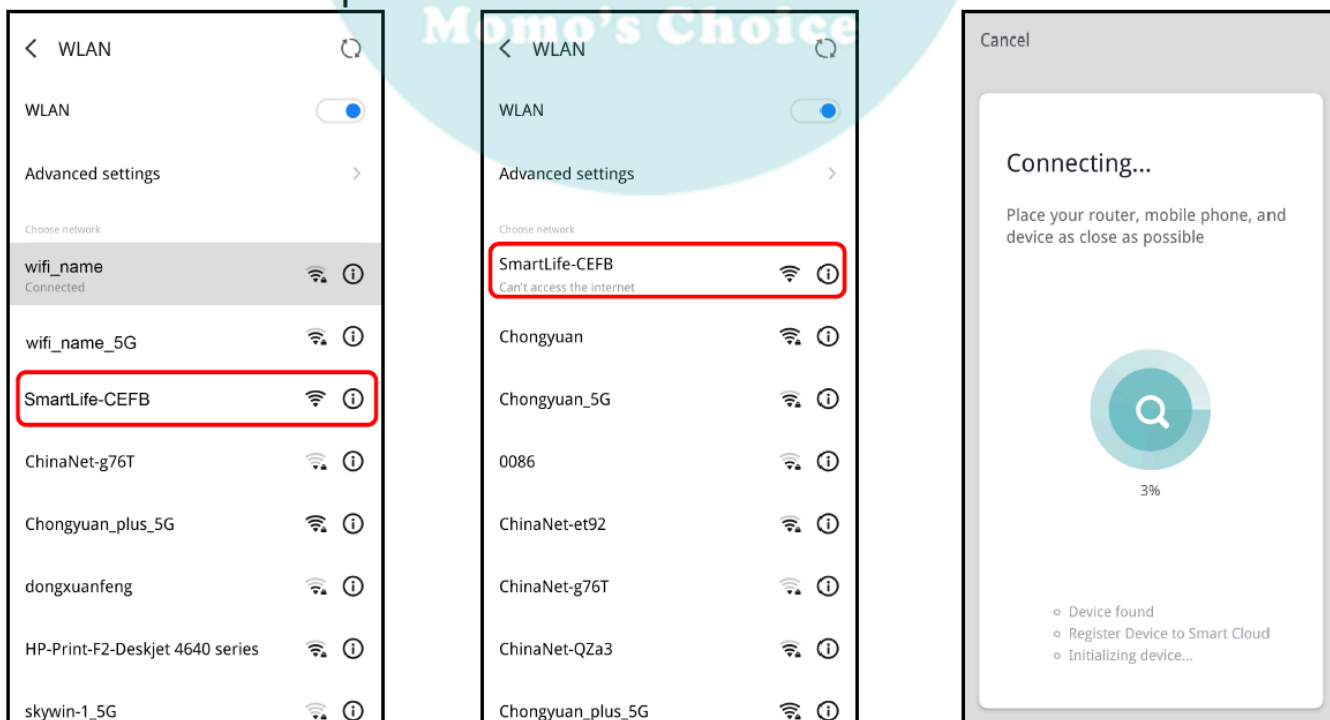 Momo's Choice
WLAN
WLAN
Advanced settings
Choose network
wifi_name
Connected
wifi_name_5G
SmartLife-CEFB
ChinaNet-g76T
Chongyuan_plus_5G
dongxuanfeng
HP-Print-F2-Deskjet 4640 series
skywin-1_5G
WLAN
WLAN
Advanced settings
Choose network
SmartLife-CEFB
Can't access the internet
Chongyuan
Chongyuan_5G
0086
ChinaNet-et92
ChinaNet-g76T
ChinaNet-QZa3
Chongyuan_plus_5G
Cancel
Connecting...
Place your router, mobile phone, and
device as close as possible
3%
Device found
Register Device to Smart Cloud
Initializing device...